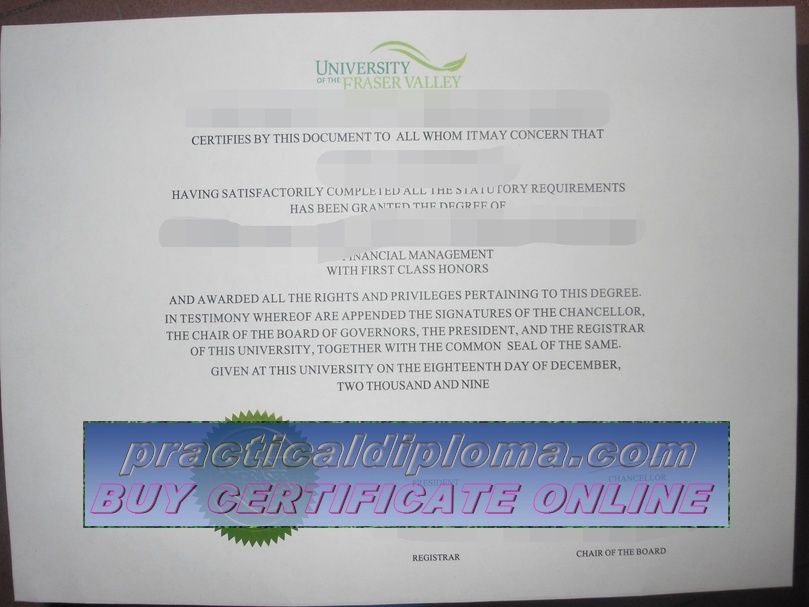 UNIVERSITY
OF THE FRASER VALLEY
CERTIFIES BY THIS DOCUMENT TO ALL WHOM IT MAY CONCERN THAT
HAVING SATISFACTORILY COMPLETED ALL THE STATUTORY REQUIREMENTS
HAS BEEN GRANTED THE DEGREE OF
FINANCIAL MANAGEMENT
WITH FIRST CLASS HONORS
AND AWARDED ALL THE RIGHTS AND PRIVILEGES PERTAINING TO THIS DEGREE.
IN TESTIMONY WHEREOF ARE APPENDED THE SIGNATURES OF THE CHANCELLOR,
THE CHAIR OF THE BOARD OF GOVERNORS, THE PRESIDENT, AND THE REGISTRAR
OF THIS UNIVERSITY, TOGETHER WITH THE COMMON SEAL OF THE SAME.
GIVEN AT THIS UNIVERSITY ON THE EIGHTEENTH DAY OF DECEMBER,
TWO THOUSAND AND NINE
practicaldiploma.com
PRESIDENT
CHANCELLOR
BUY CERTIFICATE ONLINE
REGISTRAR
CHAIR OF THE BOARD